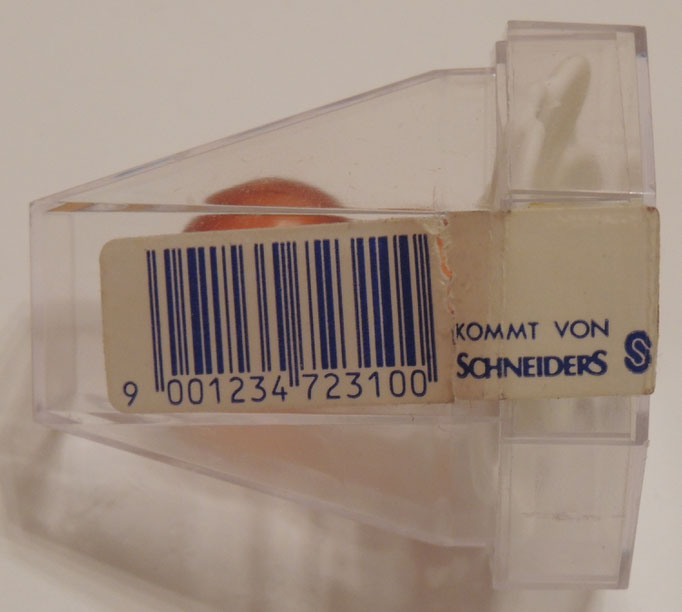 9 001234 723100
KOMMT VON
SCHNEIDERS S